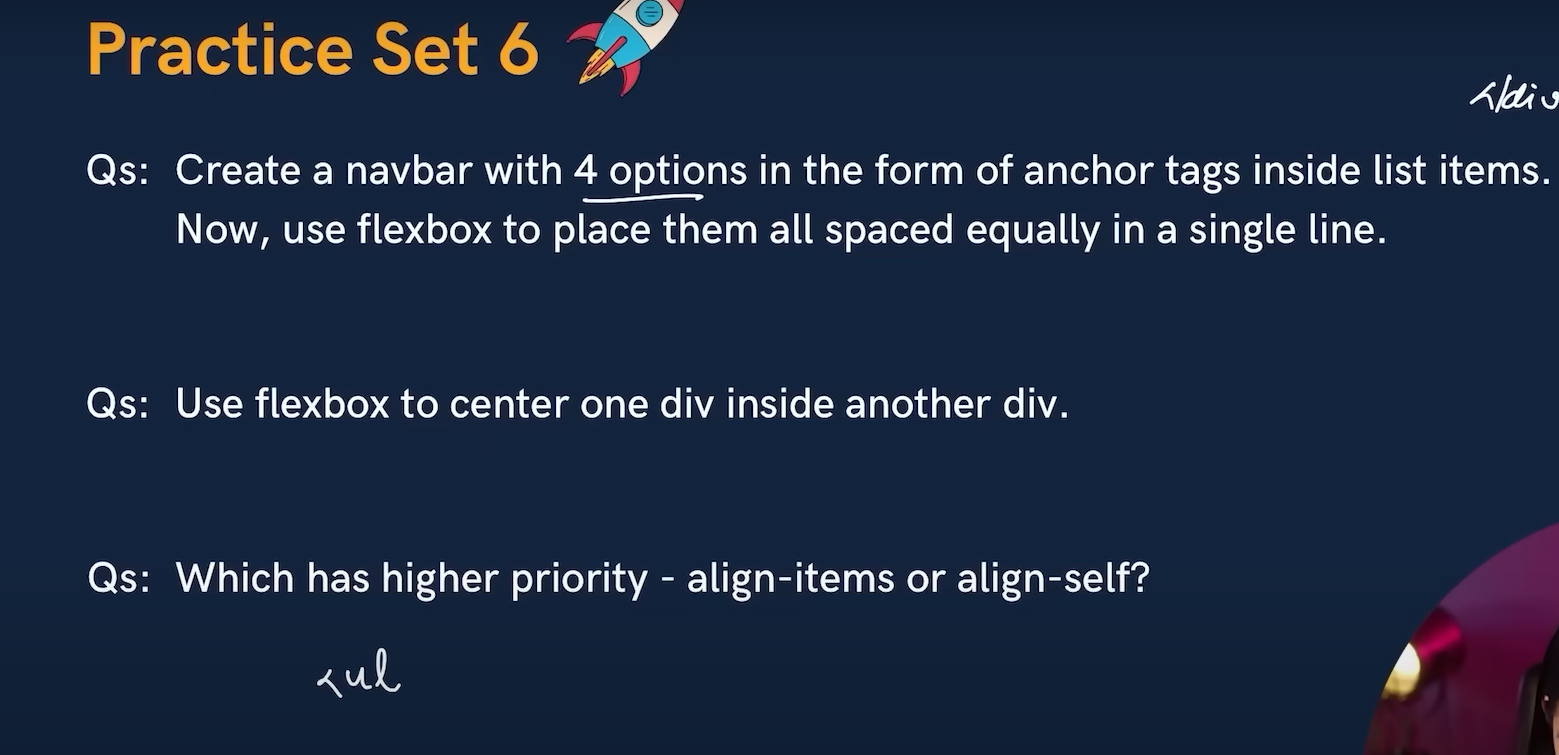 Practice Set 6
</div
Qs: Create a navbar with 4 options in the form of anchor tags inside list items.
Now, use flexbox to place them all spaced equally in a single line.
Qs: Use flexbox to center one div inside another div.
Qs: Which has higher priority - align-items or align-self?
<ul